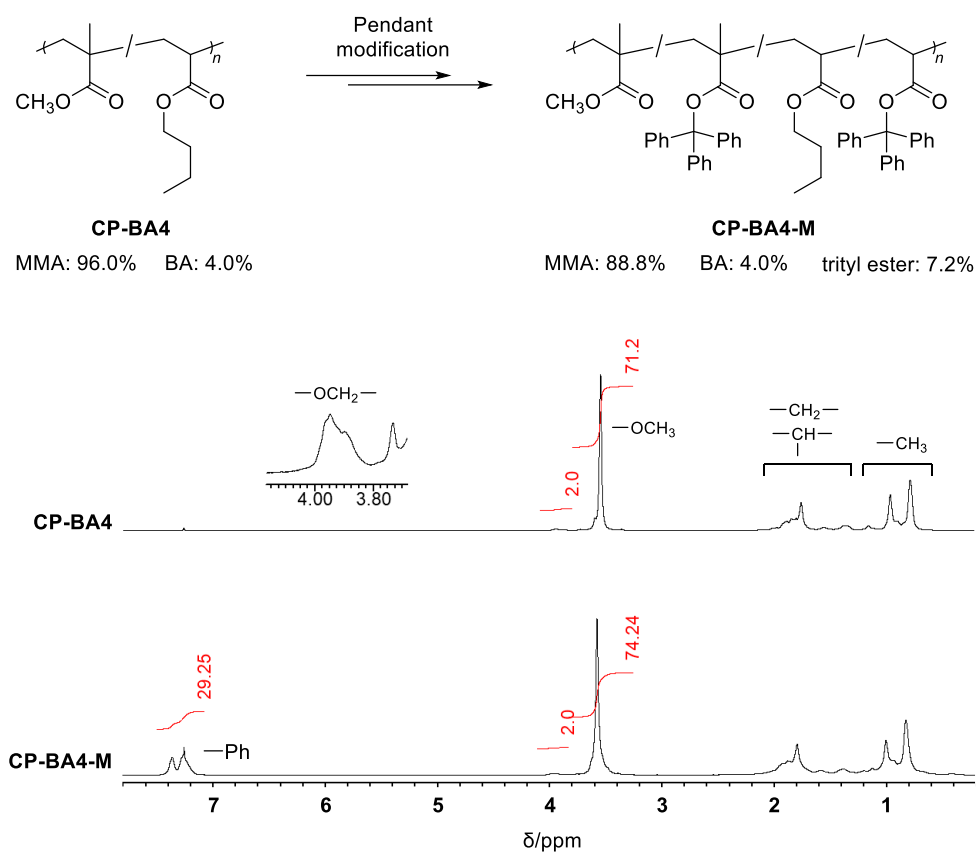 Pendant
modification
n
n
CH3O
O
O
O
CH3O
O
O
O
O
O
O
O
Ph
Ph
Ph
Ph
Ph
Ph
CP-BA4
CP-BA4-M
MMA: 96.0%
BA: 4.0%
MMA: 88.8%
BA: 4.0%
trityl ester: 7.2%
71.2
—OCH2—
—OCH3
—CH2—
—CH—
—CH3
2.0
4.00
3.80
CP-BA4
29.25
74.24
2.0
—Ph
CP-BA4-M
7
6
5
4
3
2
1
δ/ppm